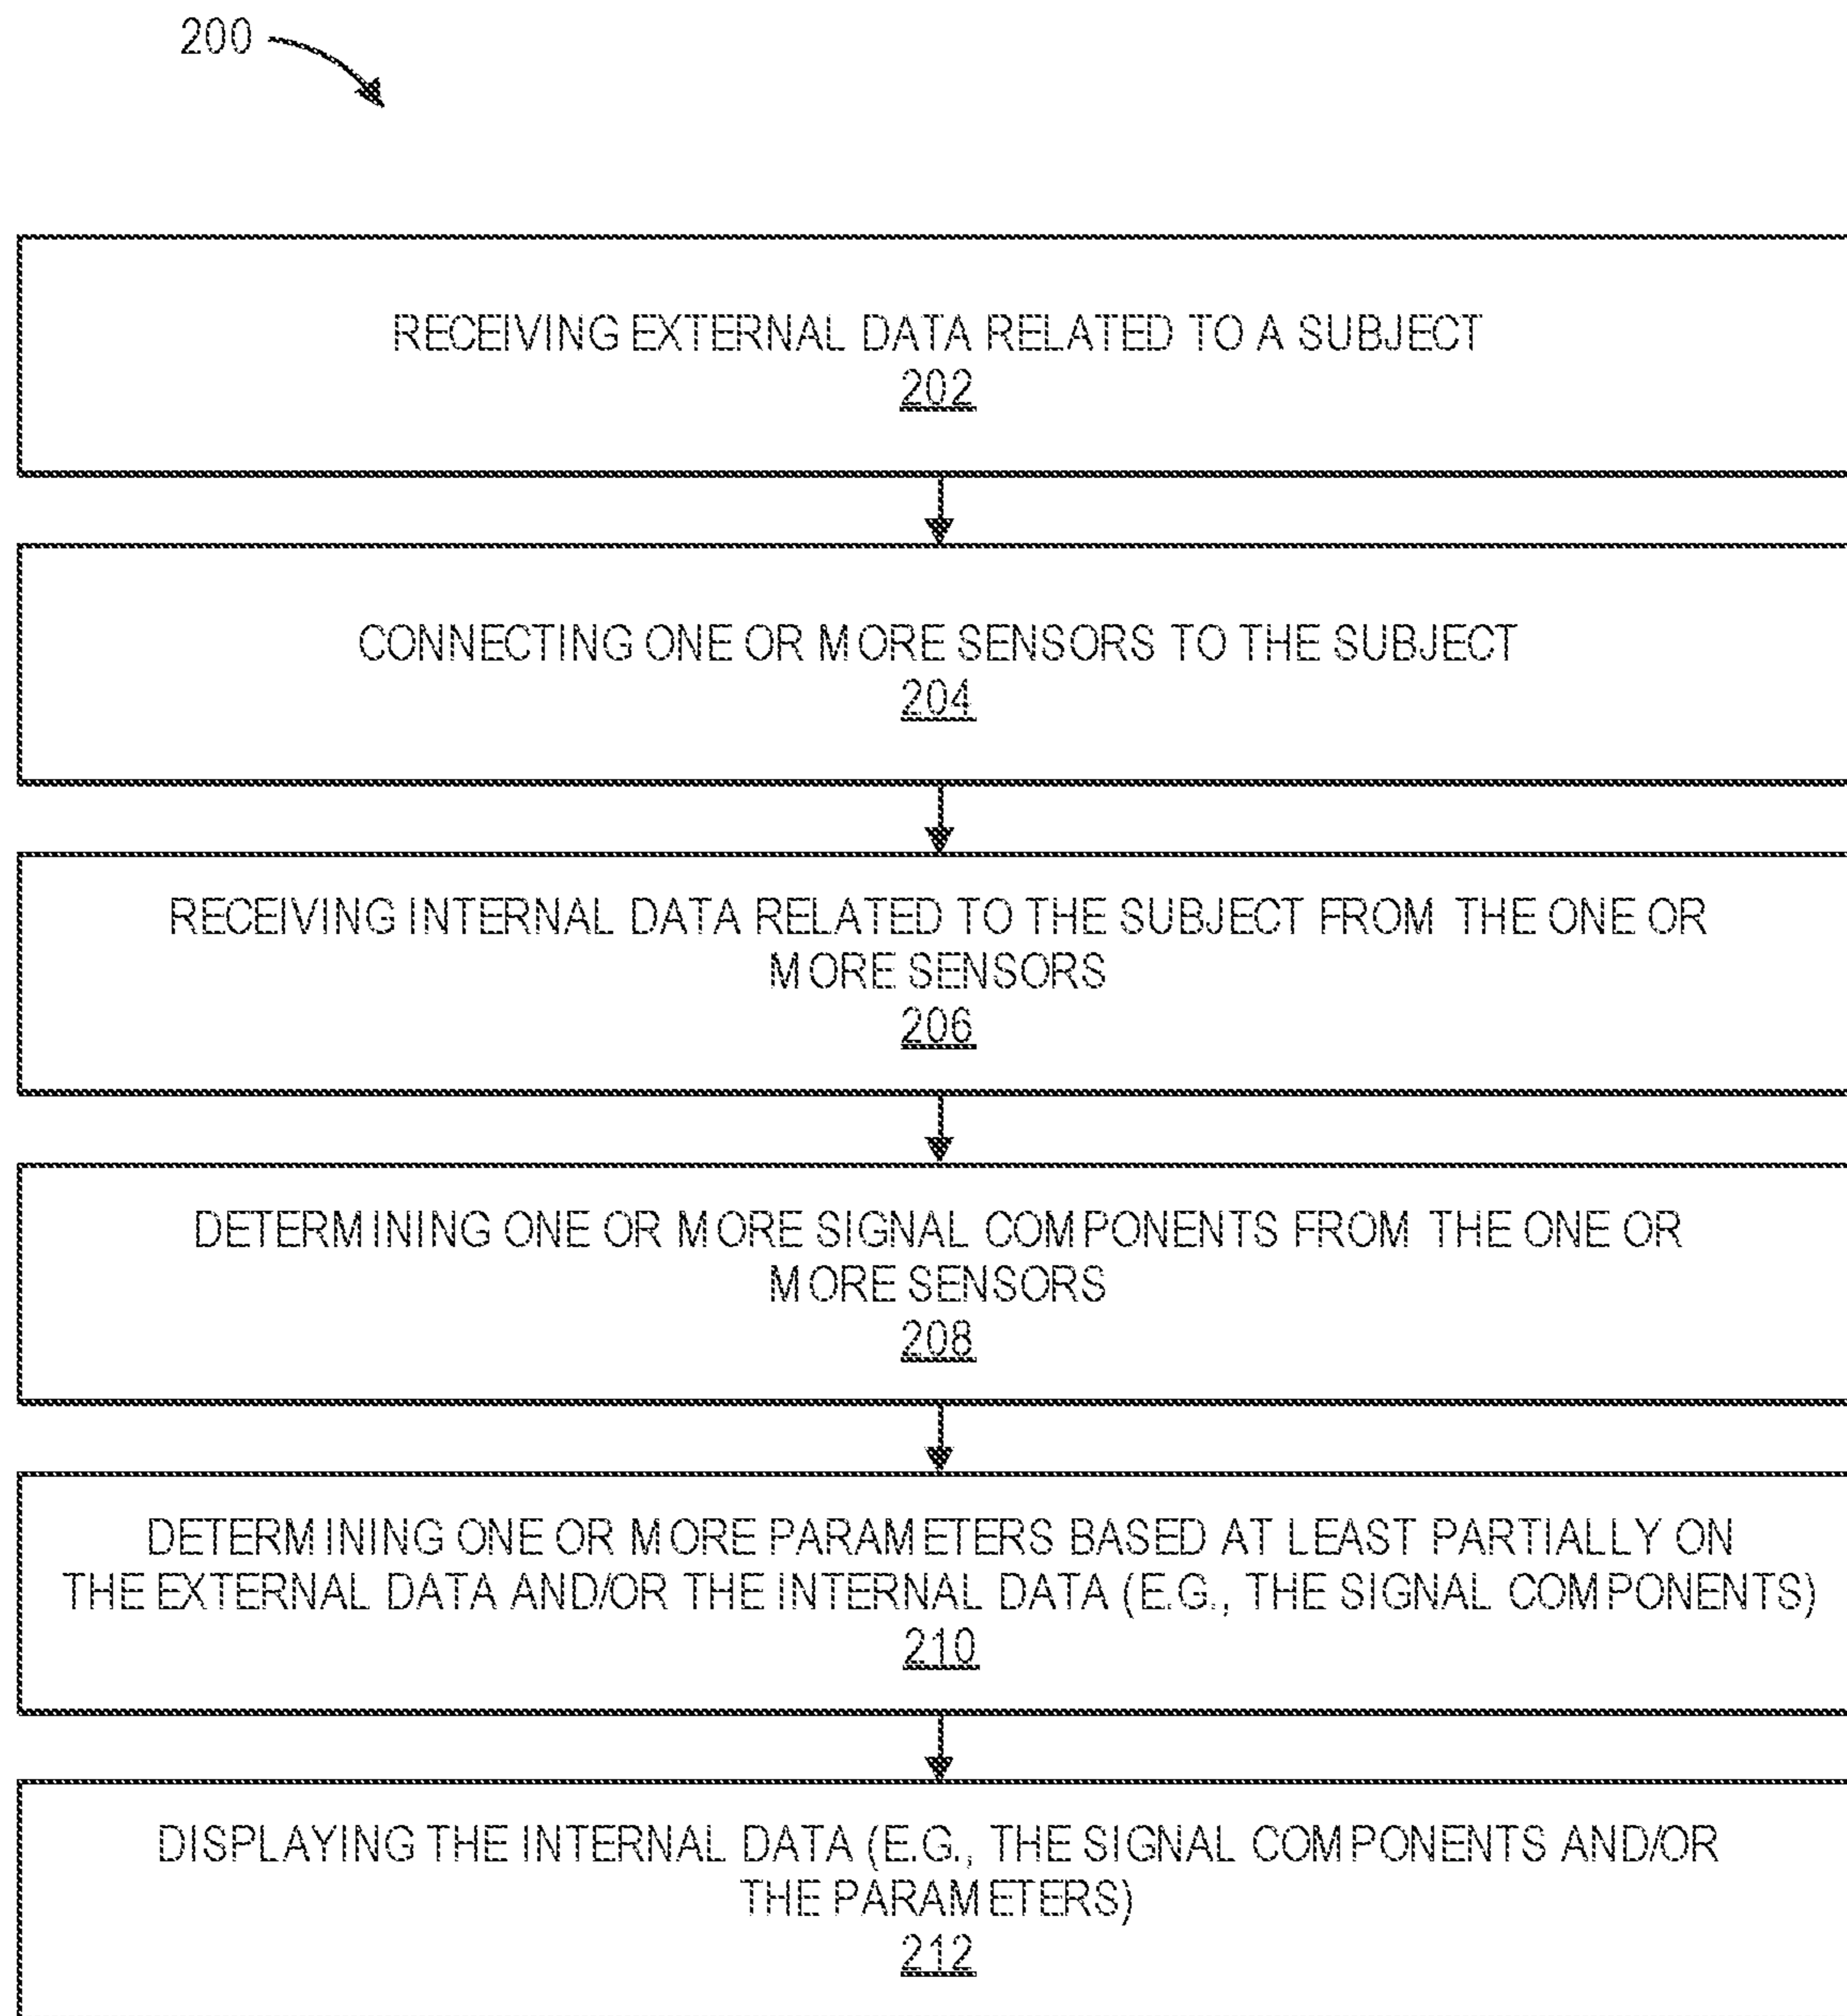 200
RECEIVING EXTERNAL DATA RELATED TO A SUBJECT
202
CONNECTING ONE OR MORE SENSORS TO THE SUBJECT
204
RECEIVING INTERNAL DATA RELATED TO THE SUBJECT FROM THE ONE OR
MORE SENSORS
206
DETERMINING ONE OR MORE SIGNAL COMPONENTS FROM THE ONE OR
MORE SENSORS
208
DETERMINING ONE OR MORE PARAMETERS BASED AT LEAST PARTIALLY ON
THE EXTERNAL DATA AND/OR THE INTERNAL DATA (E.G., THE SIGNAL COMPONENTS)
210
DISPLAYING THE INTERNAL DATA (E.G., THE SIGNAL COMPONENTS AND/OR
THE PARAMETERS)
212